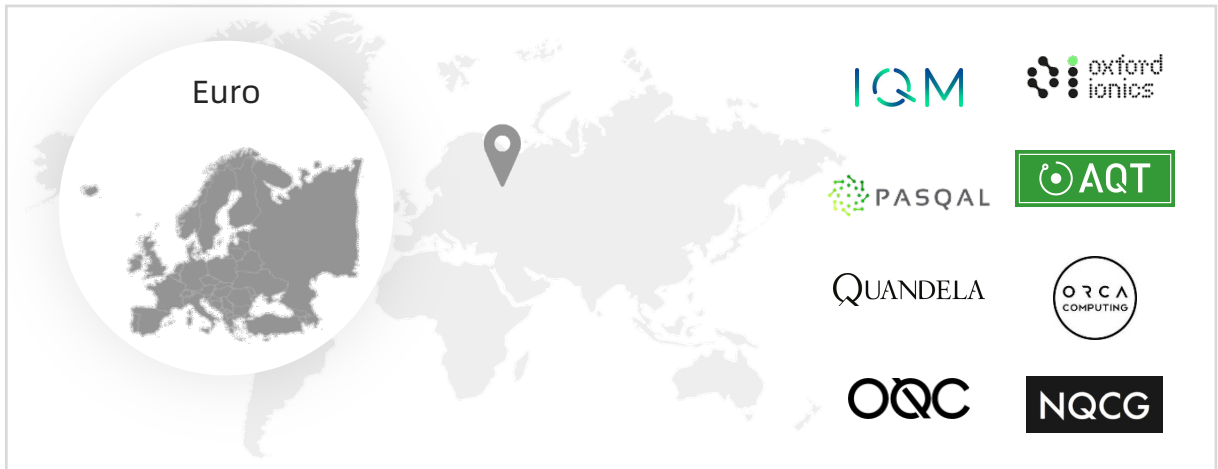 Euro
IQM
oxford
ionics
PASQAL
AQT
QUANDELA
ORCA
COMPUTING
OQC
NQCG